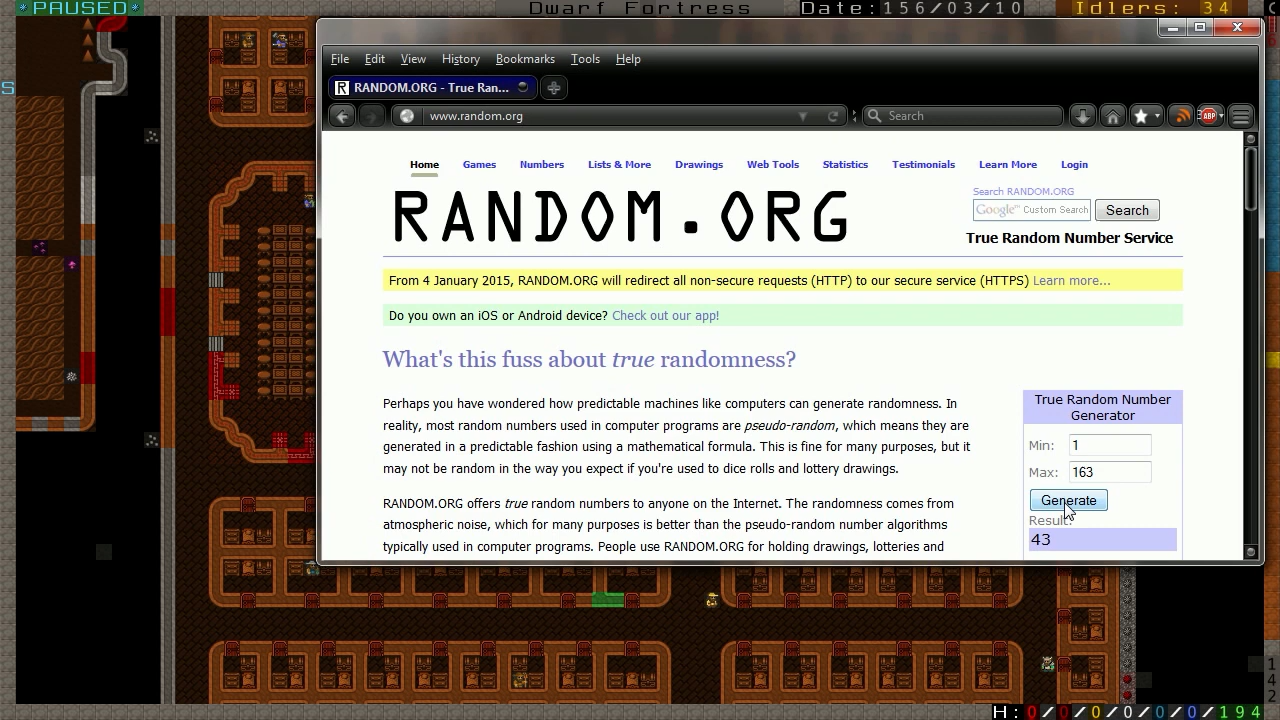 *PAUSED*
Dwarf Fortress
Date:156/03/10
Idlers: 34
S
File Edit View History Bookmarks Tools Help
R RANDOM.ORG - True Ran...
www.random.org
Search
ABP
Home Games Numbers Lists & More Drawings Web Tools Statistics Testimonials Learn More Login
RANDOM.ORG
Search RANDOM.ORG
Google™ Custom Search
Search
True Random Number Service
From 4 January 2015, RANDOM.ORG will redirect all non-secure requests (HTTP) to our secure service (HTTPS) Learn more...
Do you own an iOS or Android device? Check out our app!
What's this fuss about true randomness?
Perhaps you have wondered how predictable machines like computers can generate randomness. In
reality, most random numbers used in computer programs are pseudo-random, which means they are
generated in a predictable fashion using a mathematical formula. This is fine for many purposes, but it
may not be random in the way you expect if you're used to dice rolls and lottery drawings.
RANDOM.ORG offers true random numbers to anyone on the Internet. The randomness comes from
atmospheric noise, which for many purposes is better than the pseudo-random number algorithms
typically used in computer programs. People use RANDOM.ORG for holding drawings, lotteries and
True Random Number
Generator
Min: 1
Max: 163
Generate
Result:
43
142
H:0/0/0/0/0/0/194